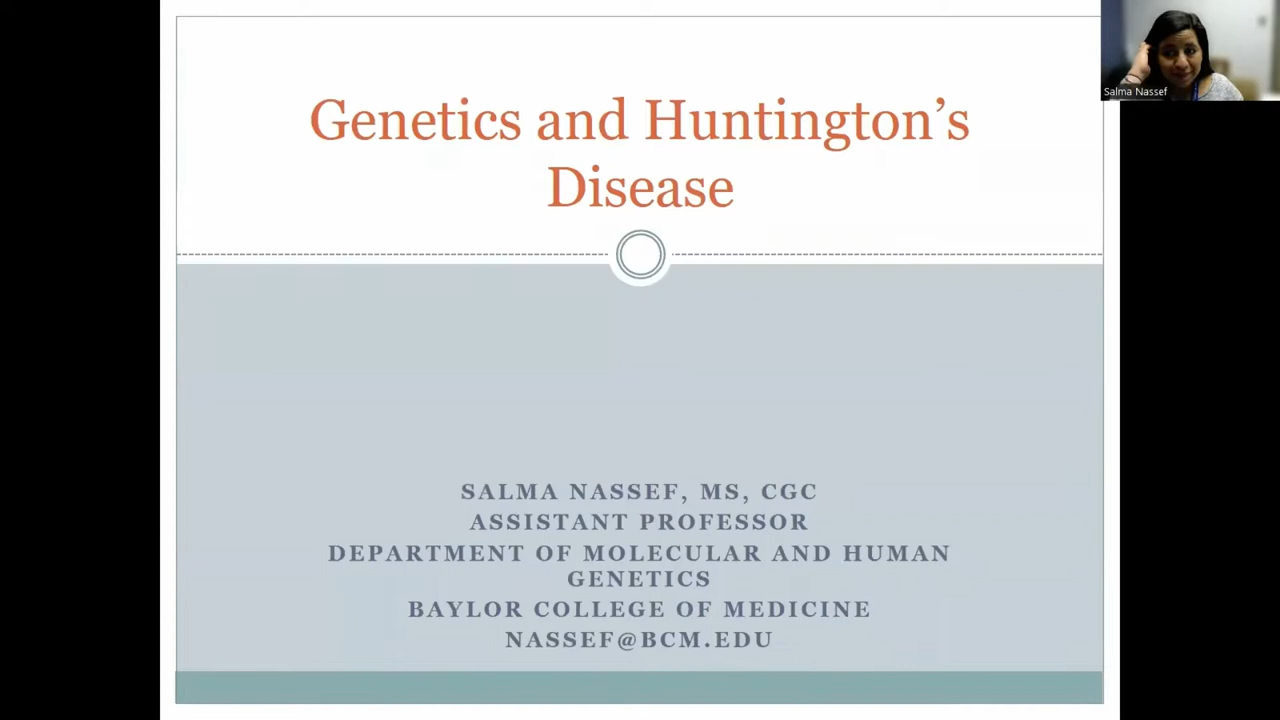 Salma Nassef
Genetics and Huntington’s
Disease
SALMA NASSEF, MS, CGC
ASSISTANT PROFESSOR
DEPARTMENT OF MOLECULAR AND HUMAN
GENETICS
BAYLOR COLLEGE OF MEDICINE
NASSEF@BCM.EDU